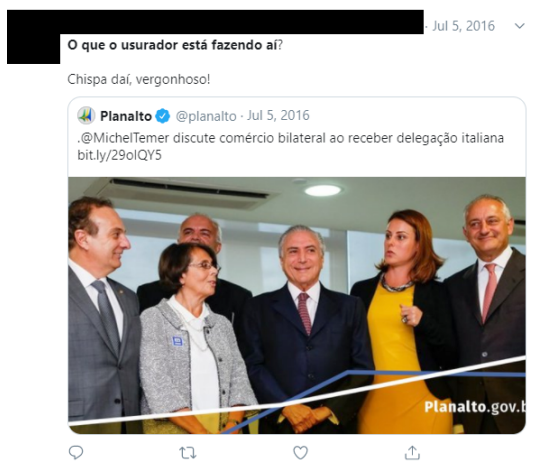 · Jul 5, 2016
O que o usurador está fazendo aí?
Chispa daí, vergonhoso!
Planalto @planalto · Jul 5, 2016
.@MichelTemer discute comércio bilateral ao receber delegação italiana
bit.ly/29olQY5
Planalto.gov.b